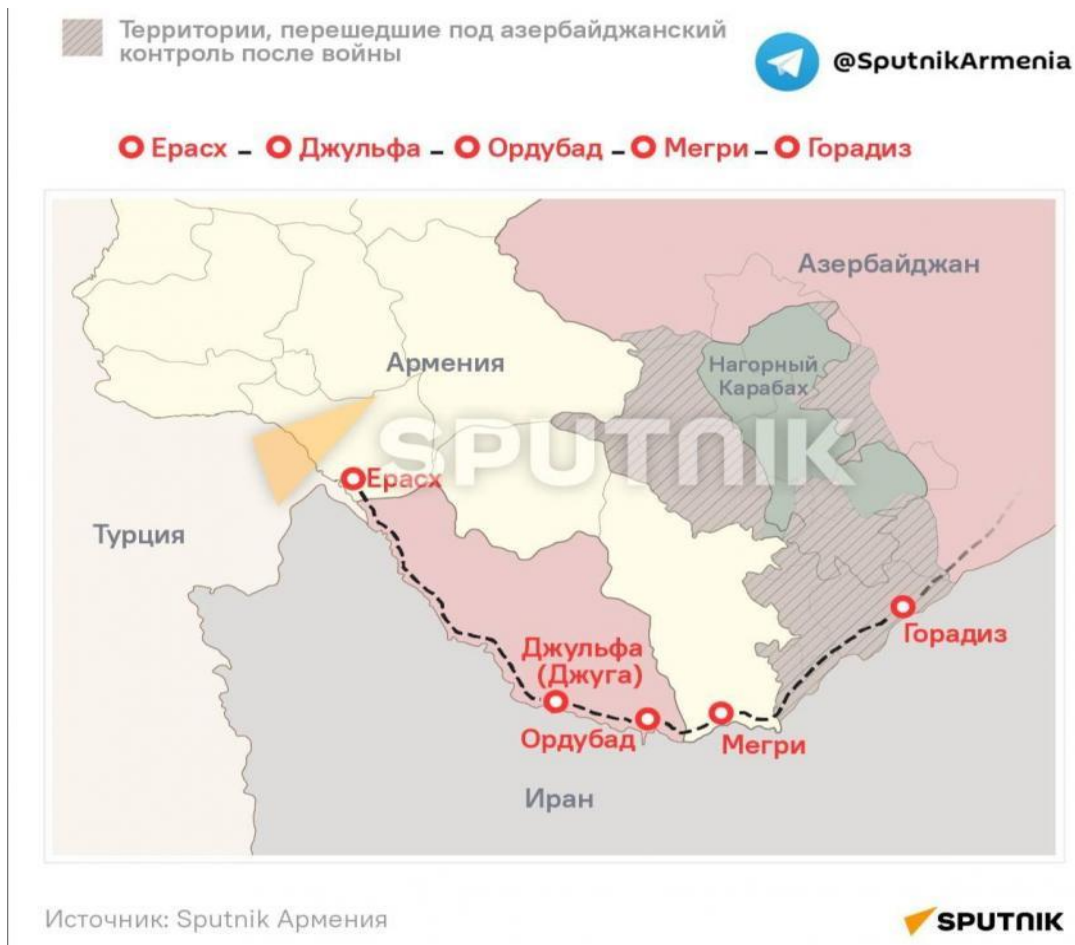 Территории, перешедшие под азербайджанский
контроль после войны
@SputnikArmenia
Ерасх – Джульфа – Ордубад – Мегри – Горадиз
Азербайджан
Армения
Нагорный
Карабах
SPUTNIK
Ерасх
Турция
Горадиз
Джульфа
(Джуга)
Ордубад
Мегри
Иран
Источник: Sputnik Армения
SPUTNIK